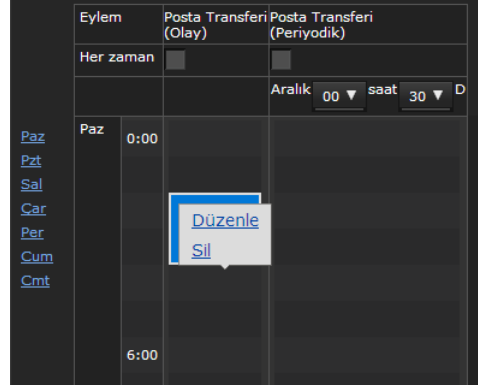 Eylem
Posta Transferi (Olay)
Posta Transferi (Periyodik)
Her zaman
Aralık 00 ▼ saat 30 ▼ D
Paz
Pzt
Sal
Çar
Per
Cum
Cmt
Paz
0:00
Düzenle
Sil
6:00